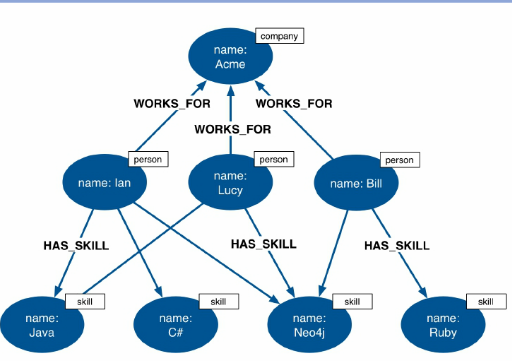 company
name:
Acme
WORKS_FOR
WORKS_FOR
WORKS_FOR
person
person
person
name: Ian
name:
Lucy
name: Bill
HAS_SKILL
HAS_SKILL
HAS_SKILL
skill
skill
skill
skill
name:
Java
name:
C#
name:
Neo4j
name:
Ruby